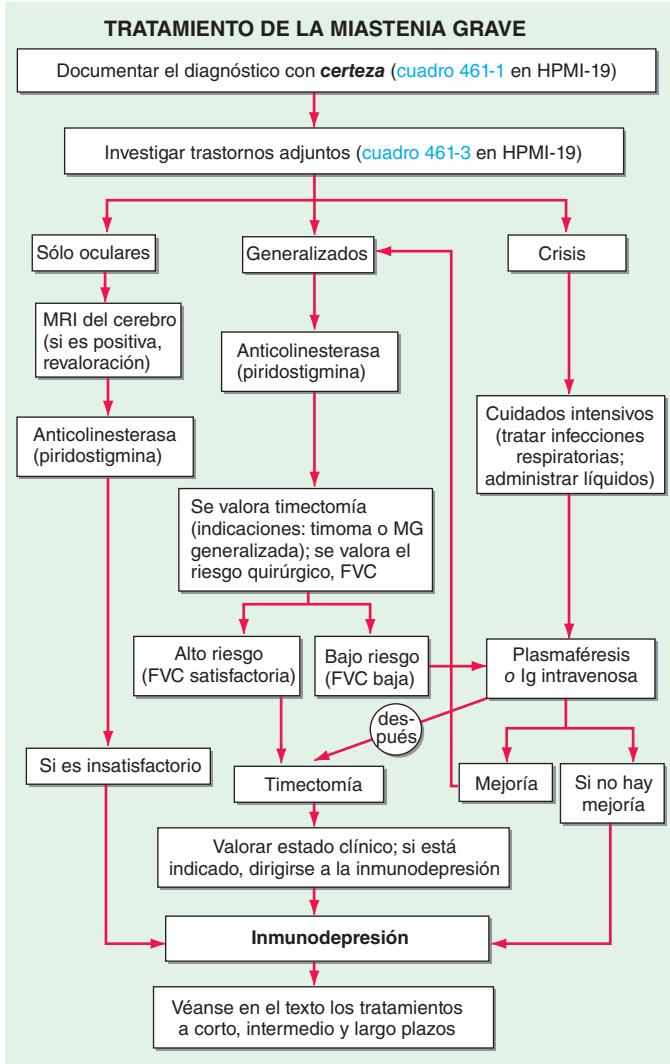 TRATAMIENTO DE LA MIASTENIA GRAVE
Documentar el diagnóstico con certeza (cuadro 461-1 en HPMI-19)
Investigar trastornos adjuntos (cuadro 461-3 en HPMI-19)
Sólo oculares
Generalizados
Crisis
MRI del cerebro
(si es positiva,
revaloración)
Anticolinesterasa
(piridostigmina)
Anticolinesterasa
(piridostigmina)
Cuidados intensivos
(tratar infecciones
respiratorias;
administrar líquidos)
Se valora timectomía
(indicaciones: timoma o MG
generalizada); se valora el
riesgo quirúrgico, FVC
Alto riesgo
(FVC satisfactoria)
Bajo riesgo
(FVC baja)
Plasmaféresis
o Ig intravenosa
des-
pués
Si es insatisfactorio
Timectomía
Mejoría
Si no hay
mejoría
Valorar estado clínico; si está
indicado, dirigirse a la inmunodepresión
Inmunodepresión
Véanse en el texto los tratamientos
a corto, intermedio y largo plazos